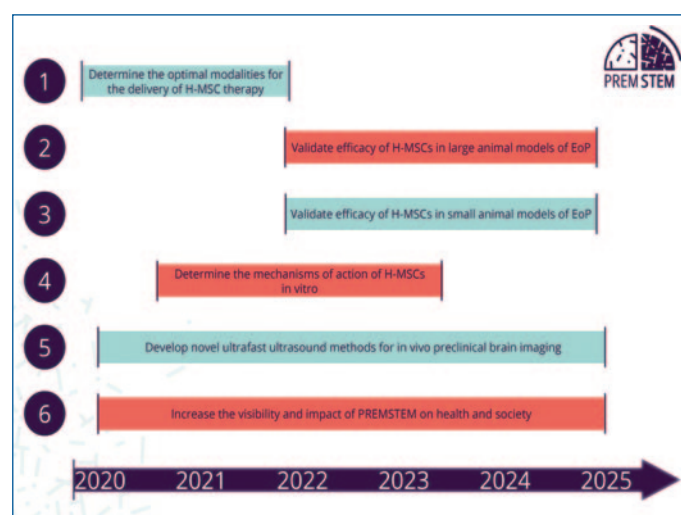 PREM STEM
1
Determine the optimal modalities for
the delivery of H-MSC therapy
2
Validate efficacy of H-MSCs in large animal models of EoP
3
Validate efficacy of H-MSCs in small animal models of EoP
4
Determine the mechanisms of action of H-MSCs
in vitro
5
Develop novel ultrafast ultrasound methods for in vivo preclinical brain imaging
6
Increase the visibility and impact of PREMSTEM on health and society
2020 2021 2022 2023 2024 2025